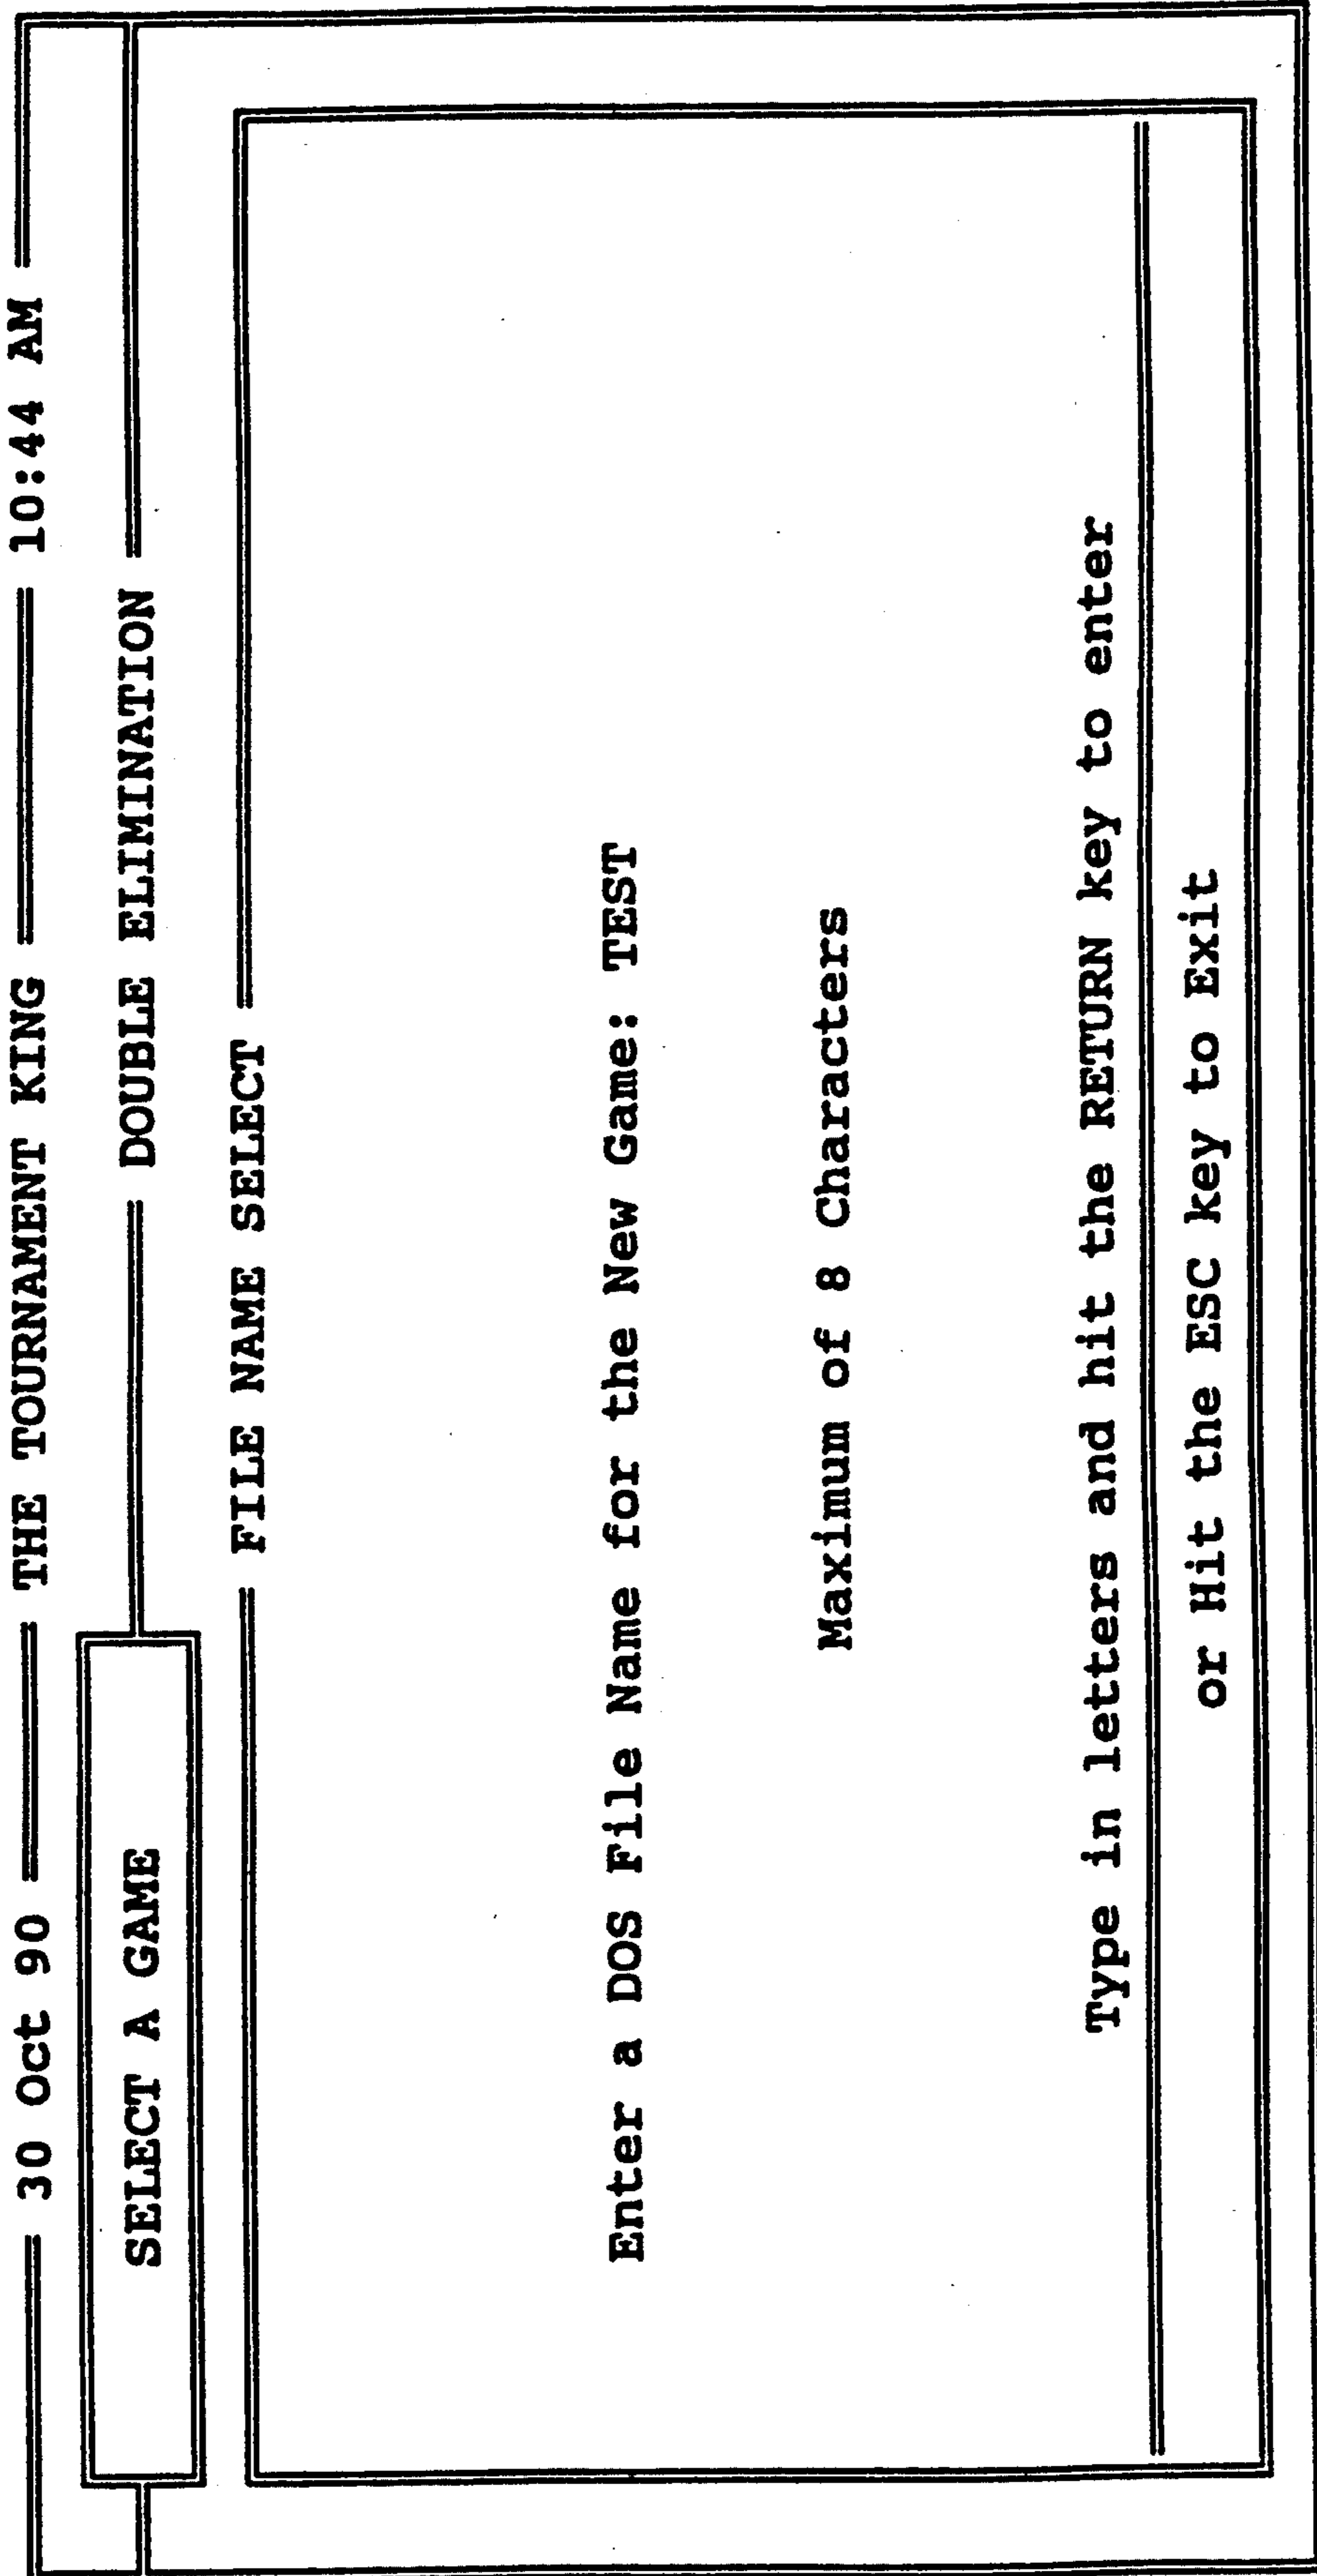 30 Oct 90 THE TOURNAMENT KING 10:44 AM
SELECT A GAME DOUBLE ELIMINATION
FILE NAME SELECT
Enter a DOS File Name for the New Game: TEST
Maximum of 8 Characters
Type in letters and hit the RETURN key to enter
or Hit the ESC key to Exit